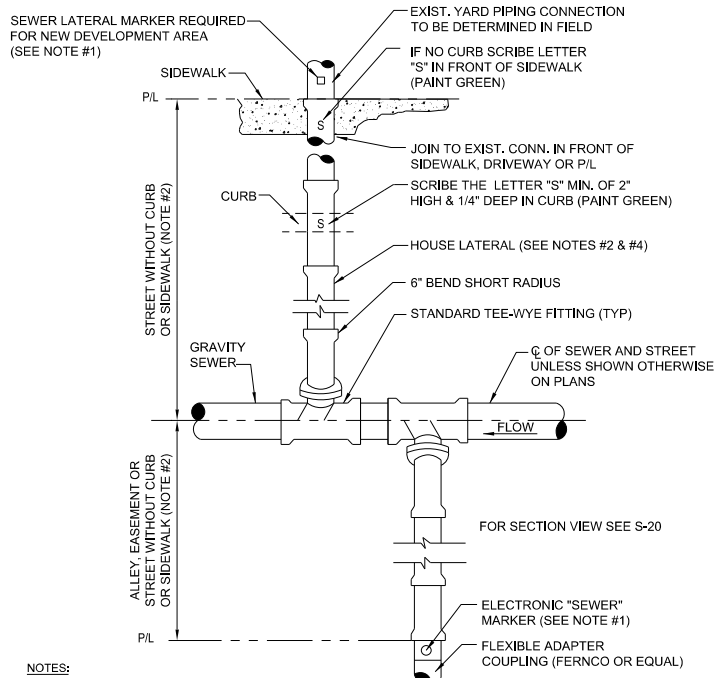 SEWER LATERAL MARKER REQUIRED
FOR NEW DEVELOPMENT AREA
(SEE NOTE #1)
EXIST. YARD PIPING CONNECTION
TO BE DETERMINED IN FIELD
IF NO CURB SCRIBE LETTER
"S" IN FRONT OF SIDEWALK
(PAINT GREEN)
SIDEWALK
P/L
S
JOIN TO EXIST. CONN. IN FRONT OF
SIDEWALK, DRIVEWAY OR P/L
SCRIBE THE LETTER "S" MIN. OF 2"
HIGH & 1/4" DEEP IN CURB (PAINT GREEN)
CURB
S
STREET WITHOUT CURB
OR SIDEWALK (NOTE #2)
HOUSE LATERAL (SEE NOTES #2 & #4)
6" BEND SHORT RADIUS
STANDARD TEE-WYE FITTING (TYP)
GRAVITY
SEWER
℄ OF SEWER AND STREET
UNLESS SHOWN OTHERWISE
ON PLANS
FLOW
ALLEY, EASEMENT OR
STREET WITHOUT CURB
OR SIDEWALK (NOTE #2)
FOR SECTION VIEW SEE S-20
ELECTRONIC "SEWER"
MARKER (SEE NOTE #1)
P/L
FLEXIBLE ADAPTER
COUPLING (FERNCO OR EQUAL)
NOTES: